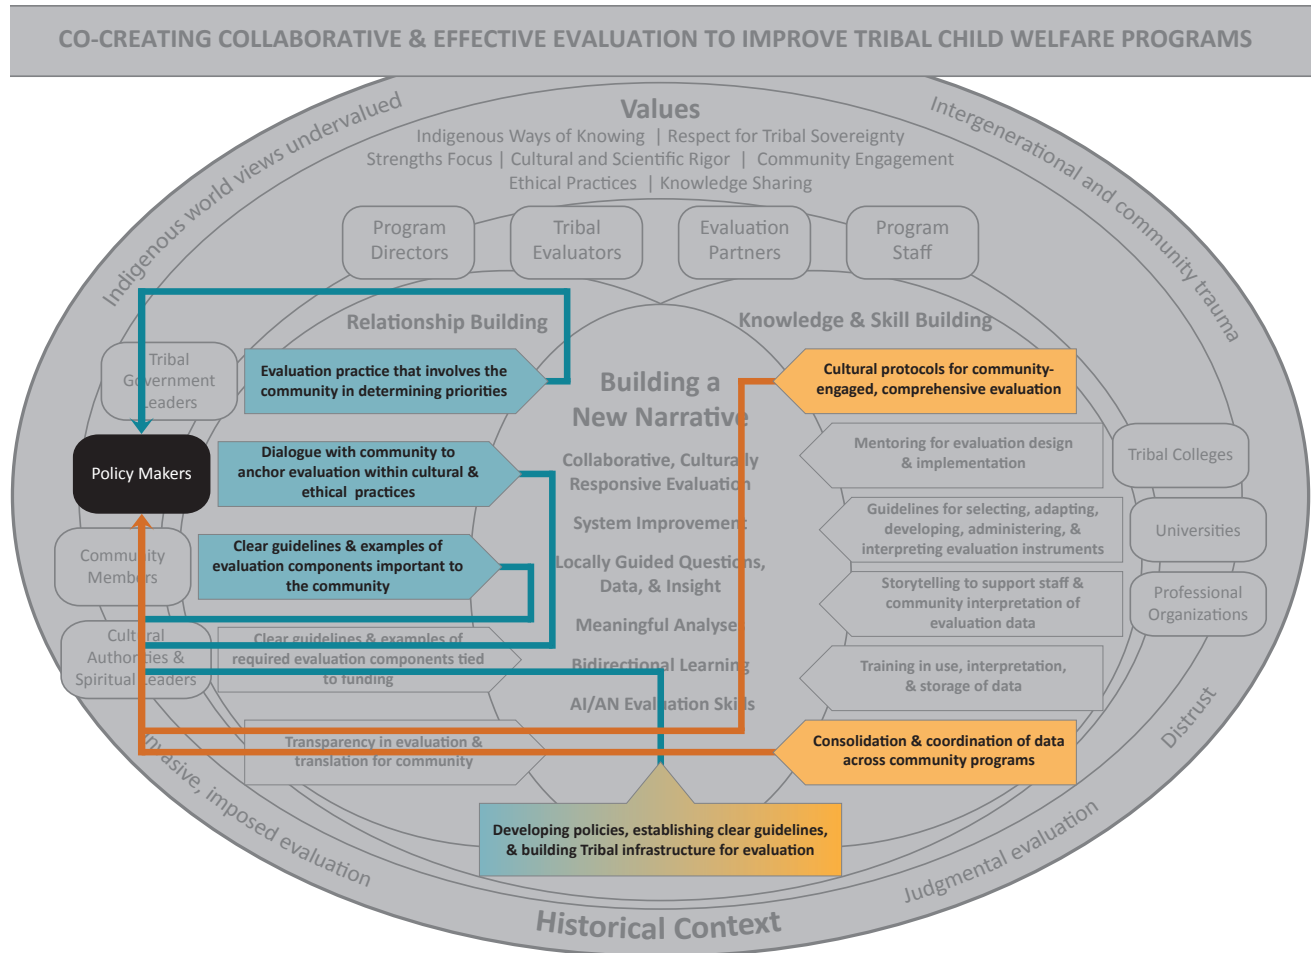 CO-CREATING COLLABORATIVE & EFFECTIVE EVALUATION TO IMPROVE TRIBAL CHILD WELFARE PROGRAMS
Indigenous world views undervalued
Intergenerational and community trauma
Values
Indigenous Ways of Knowing | Respect for Tribal Sovereignty
Strengths Focus | Cultural and Scientific Rigor | Community Engagement
Ethical Practices | Knowledge Sharing
Program
Directors
Tribal
Evaluators
Evaluation
Partners
Program
Staff
Relationship Building
Knowledge & Skill Building
Tribal
Government
Leaders
Policy Makers
Community
Members
Cultural
Authorities &
Spiritual Leaders
Evaluation practice that involves the
community in determining priorities
Dialogue with community to
anchor evaluation within cultural &
ethical practices
Clear guidelines & examples of
evaluation components important to
the community
Clear guidelines & examples of
required evaluation components tied
to funding
Transparency in evaluation &
translation for community
Building a
New Narrative
Collaborative, Culturally
Responsive Evaluation
System Improvement
Locally Guided Questions,
Data, & Insight
Meaningful Analyses
Bidirectional Learning
AI/AN Evaluation Skills
Cultural protocols for community-
engaged, comprehensive evaluation
Mentoring for evaluation design
& implementation
Guidelines for selecting, adapting,
developing, administering, &
interpreting evaluation instruments
Storytelling to support staff &
community interpretation of
evaluation data
Training in use, interpretation,
& storage of data
Consolidation & coordination of data
across community programs
Tribal Colleges
Universities
Professional
Organizations
Developing policies, establishing clear guidelines,
& building Tribal infrastructure for evaluation
Invasive, imposed evaluation
Historical Context
Judgmental evaluation
Distrust